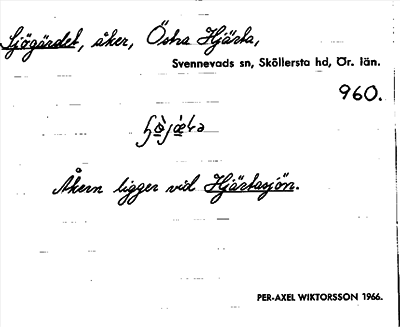 Sjögärdet, åker, Östra Hjärta,
Svennevads sn, Sköllersta hd, Ör. län.
960.
Åkern ligger vid Hjärtasjön.
PER-AXEL WIKTORSSON 1966.